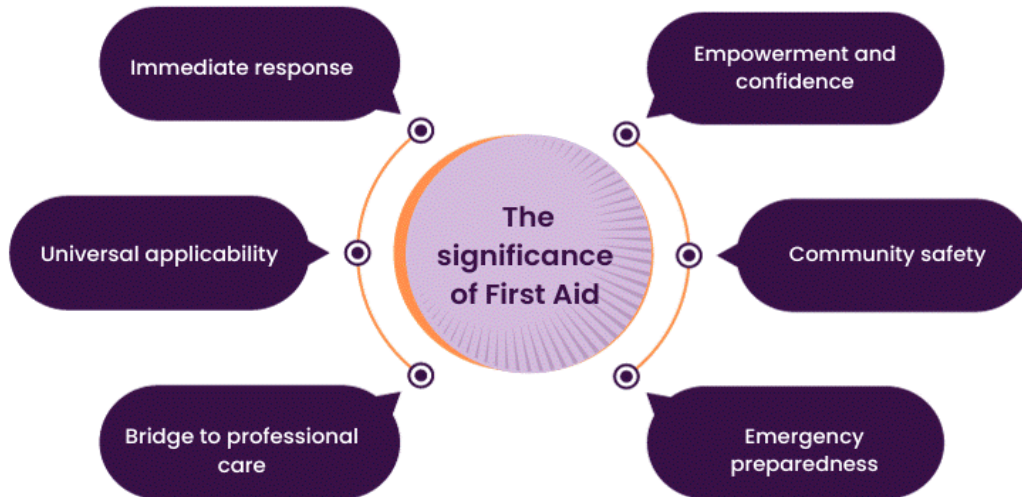 Immediate response
Empowerment and
confidence
Universal applicability
The
significance
of First Aid
Community safety
Bridge to professional
care
Emergency
preparedness